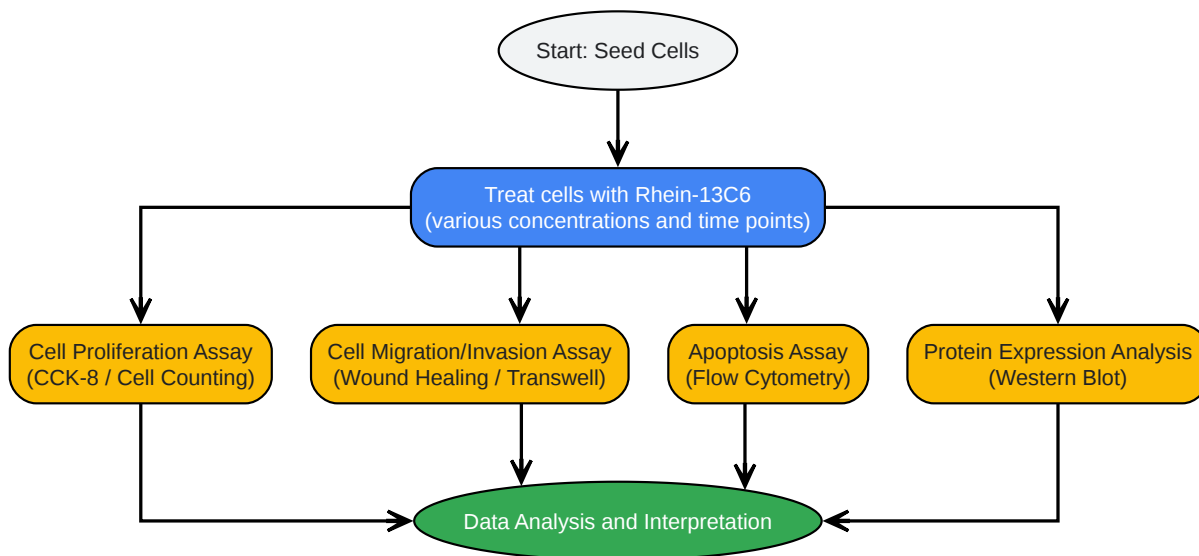 Start: Seed Cells
Treat cells with Rhein-13C6
(various concentrations and time points)
Cell Proliferation Assay
(CCK-8 / Cell Counting)
Cell Migration/Invasion Assay
(Wound Healing / Transwell)
Apoptosis Assay
(Flow Cytometry)
Protein Expression Analysis
(Western Blot)
Data Analysis and Interpretation